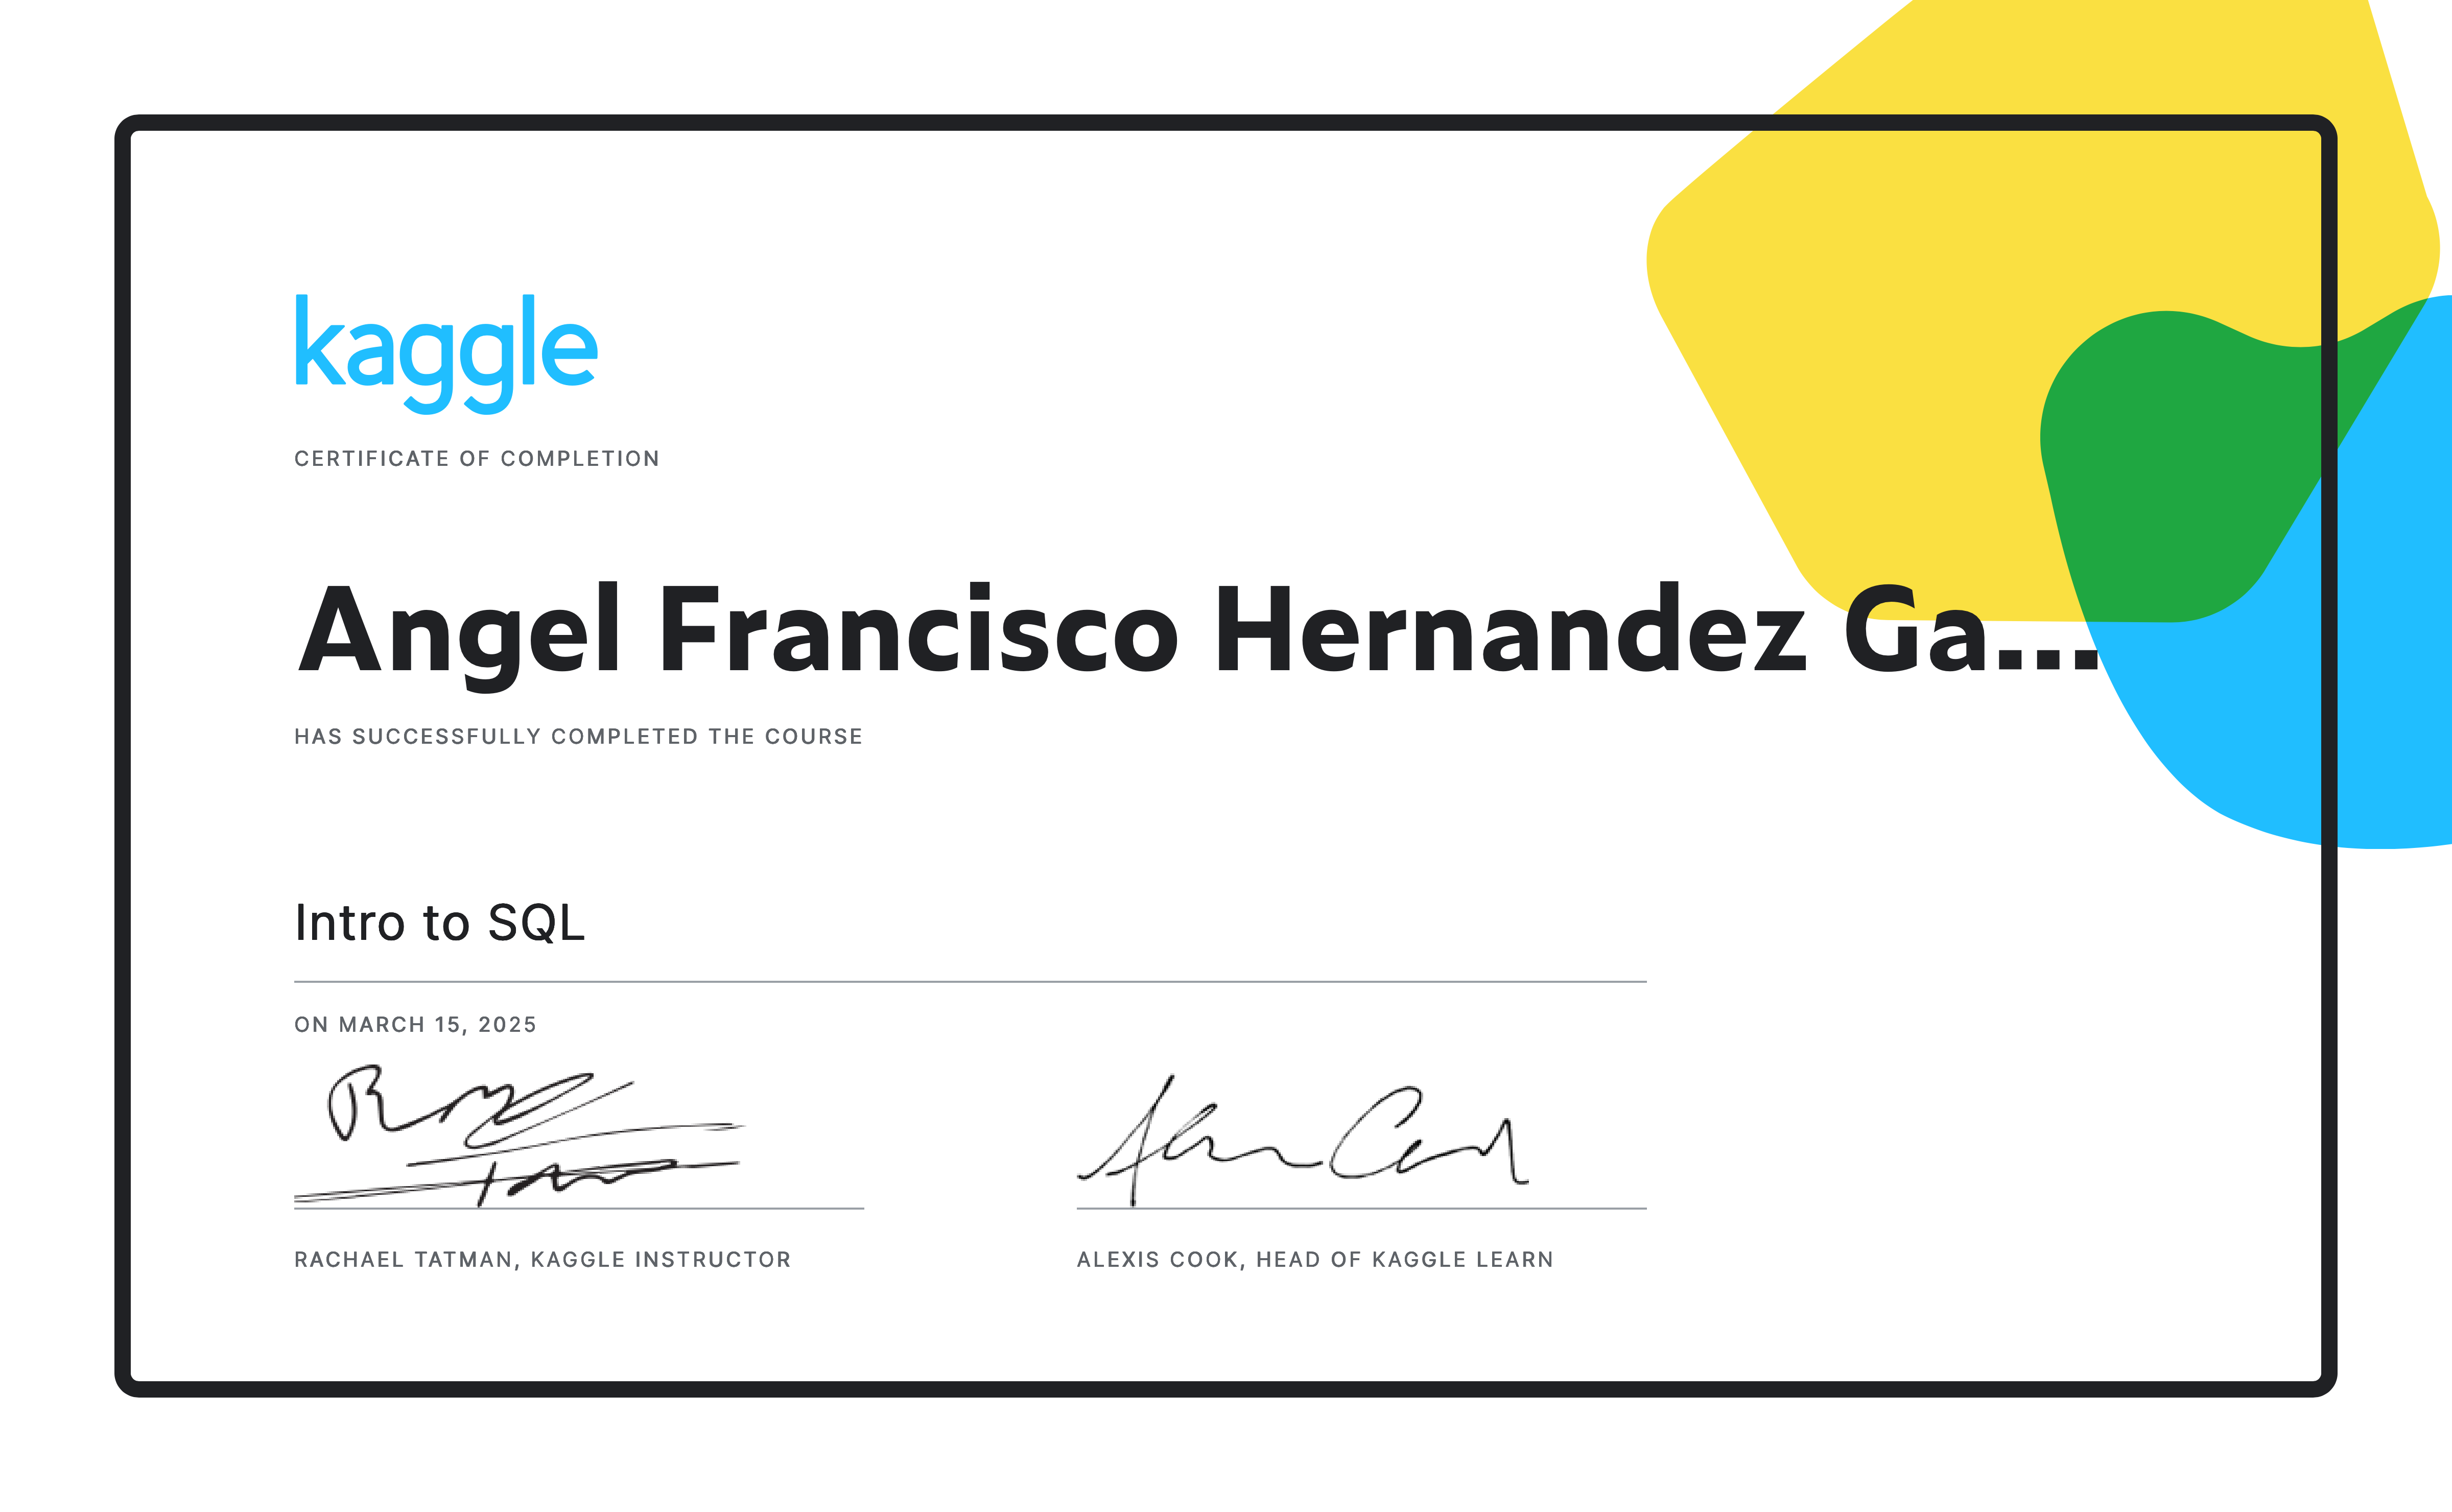 kaggle
CERTIFICATE OF COMPLETION
Angel Francisco Hernandez Ga...
HAS SUCCESSFULLY COMPLETED THE COURSE
Intro to SQL
ON MARCH 15, 2025
RACHAEL TATMAN, KAGGLE INSTRUCTOR
ALEXIS COOK, HEAD OF KAGGLE LEARN